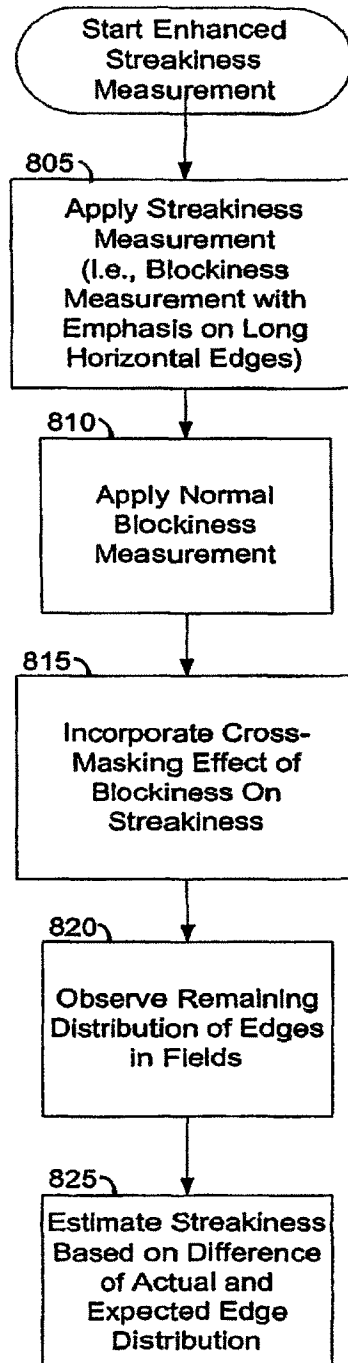 Start Enhanced
Streakiness
Measurement
805
Apply Streakiness
Measurement
(I.e., Blockiness
Measurement with
Emphasis on Long
Horizontal Edges)
810
Apply Normal
Blockiness
Measurement
815
Incorporate Cross-
Masking Effect of
Blockiness On
Streakiness
820
Observe Remaining
Distribution of Edges
in Fields
825
Estimate Streakiness
Based on Difference
of Actual and
Expected Edge
Distribution